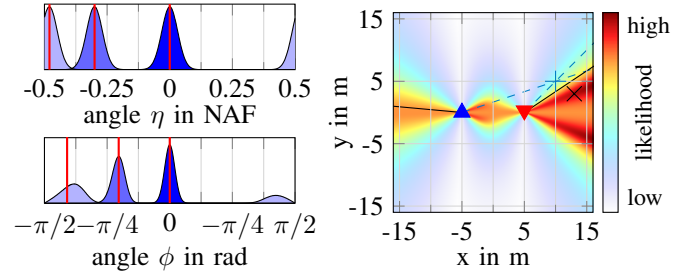 -0.5 -0.25 0 0.25 0.5
angle η in NAF
−π/2 −π/4 0 −π/4 π/2
angle ϕ in rad
15
5
-5
-15
y in m
-15 -5 5 15
x in m
high
low
likelihood